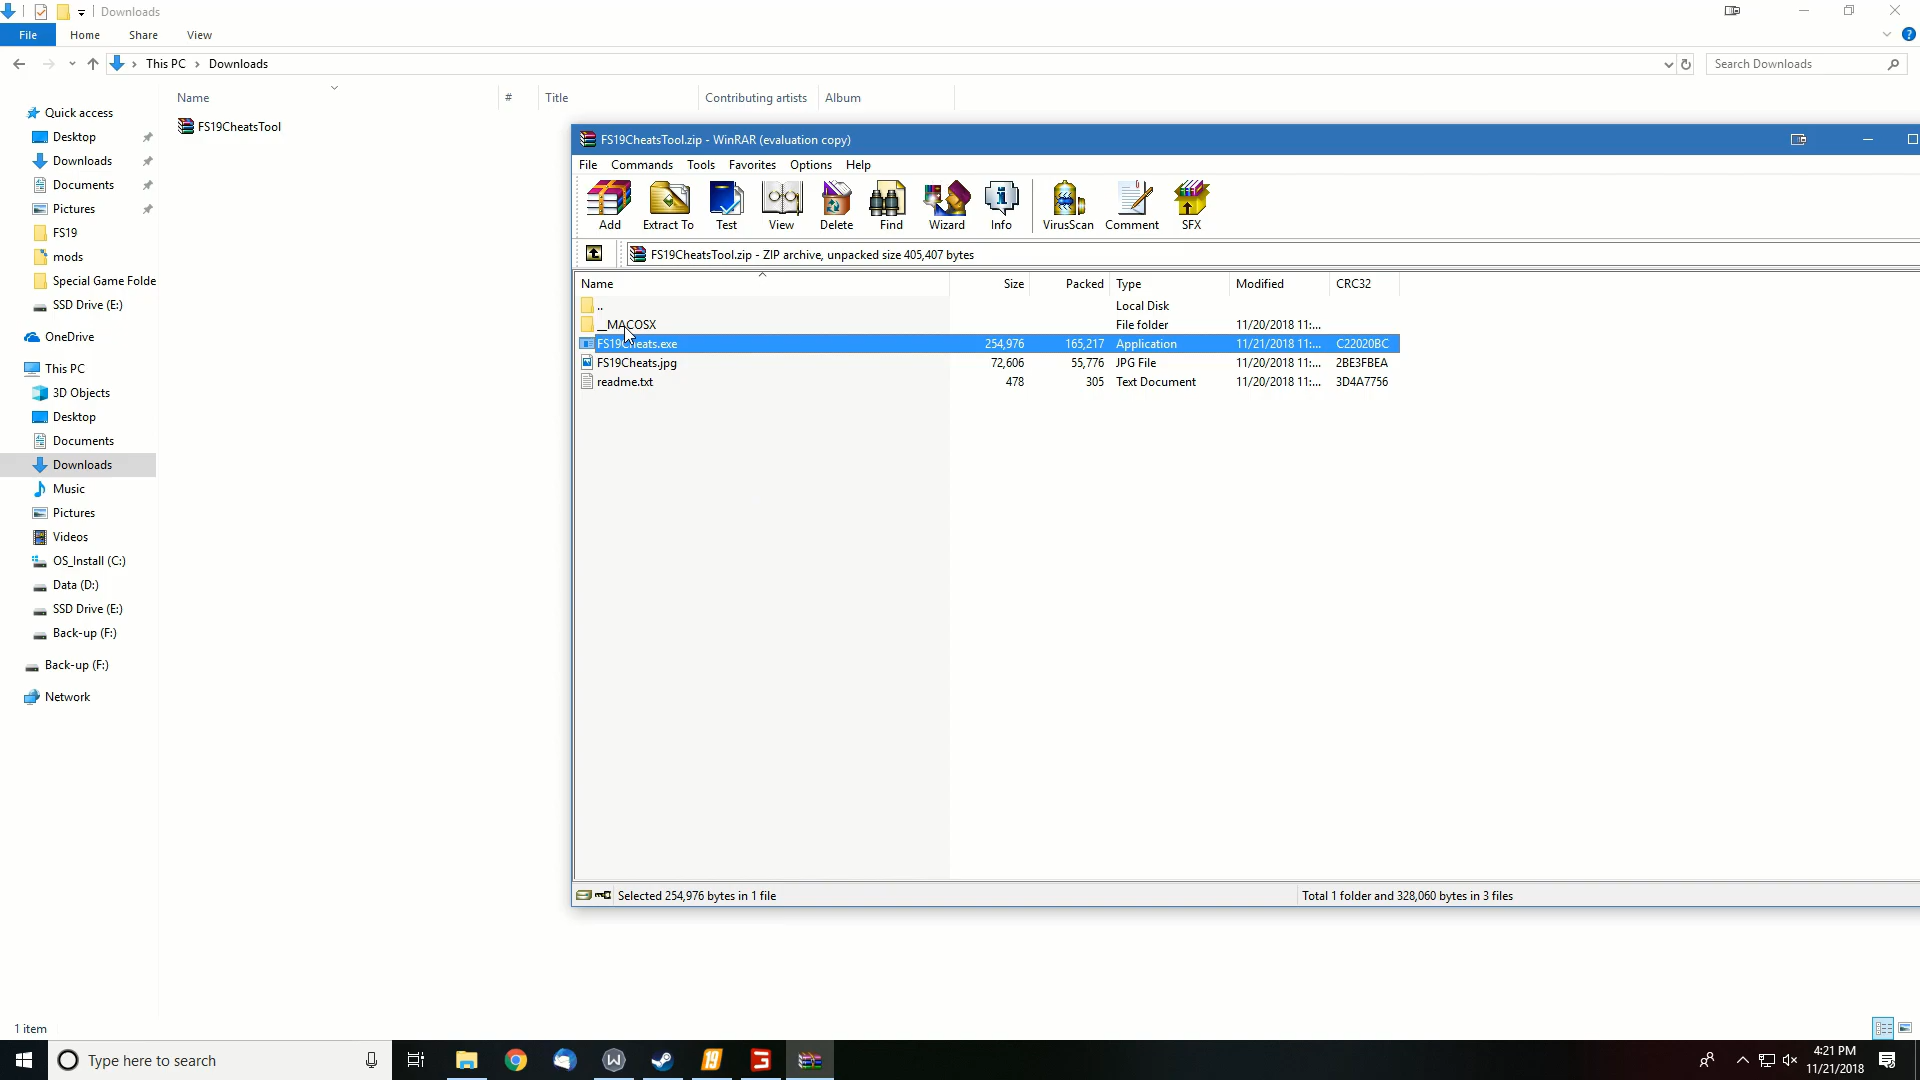 Downloads
File Home Share View
This PC Downloads
Search Downloads
Name # Title Contributing artists Album
FS19CheatsTool
Quick access
Desktop
Downloads
Documents
Pictures
FS19
mods
Special Game Folde
SSD Drive (E:)
OneDrive
This PC
3D Objects
Desktop
Documents
Downloads
Music
Pictures
Videos
OS_Install (C:)
Data (D:)
SSD Drive (E:)
Back-up (F:)
Back-up (F:)
Network
1 item
FS19CheatsTool.zip - WinRAR (evaluation copy)
File Commands Tools Favorites Options Help
Add Extract To Test View Delete Find Wizard Info VirusScan Comment SFX
FS19CheatsTool.zip - ZIP archive, unpacked size 405,407 bytes
Name Size Packed Type Modified CRC32
.. Local Disk
__MACOSX File folder 11/20/2018 11:...
FS19Cheats.exe 254,976 165,217 Application 11/21/2018 11:... C22020BC
FS19Cheats.jpg 72,606 55,776 JPG File 11/20/2018 11:... 2BE3FBEA
readme.txt 478 305 Text Document 11/20/2018 11:... 3D4A7756
Selected 254,976 bytes in 1 file
Total 1 folder and 328,060 bytes in 3 files
Type here to search
19
4:21 PM
11/21/2018